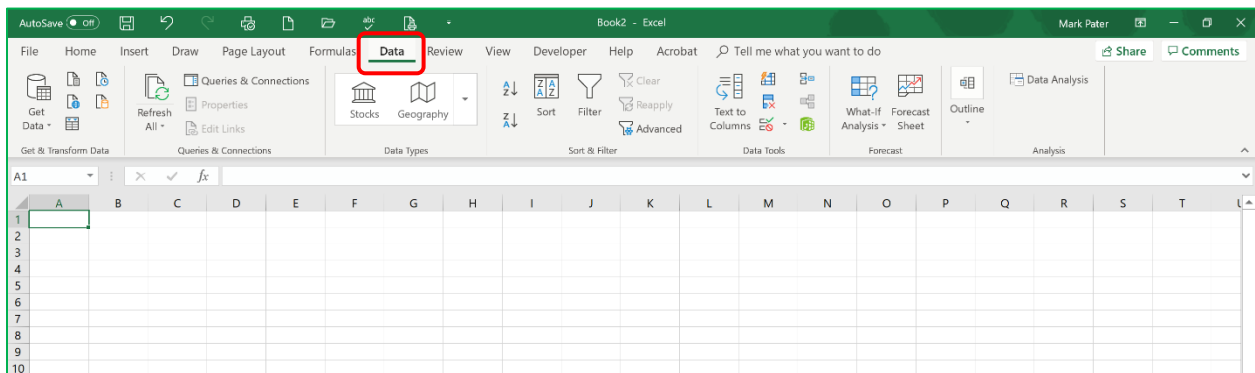 AutoSave Off abc Book2 - Excel Mark Pater
File Home Insert Draw Page Layout Formulas Data Review View Developer Help Acrobat Tell me what you want to do Share Comments
Get Data
Refresh All
Queries & Connections
Properties
Edit Links
Stocks Geography
Sort Filter
Clear
Reapply
Advanced
Text to Columns
What-If Analysis
Forecast Sheet
Outline
Data Analysis
Get & Transform Data Queries & Connections Data Types Sort & Filter Data Tools Forecast Analysis
A1 fx
A B C D E F G H I J K L M N O P Q R S T U
1
2
3
4
5
6
7
8
9
10